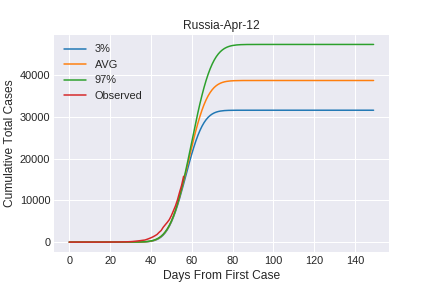 Russia-Apr-12
3%
AVG
97%
Observed
Cumulative Total Cases
40000
30000
20000
10000
0
0 20 40 60 80 100 120 140
Days From First Case